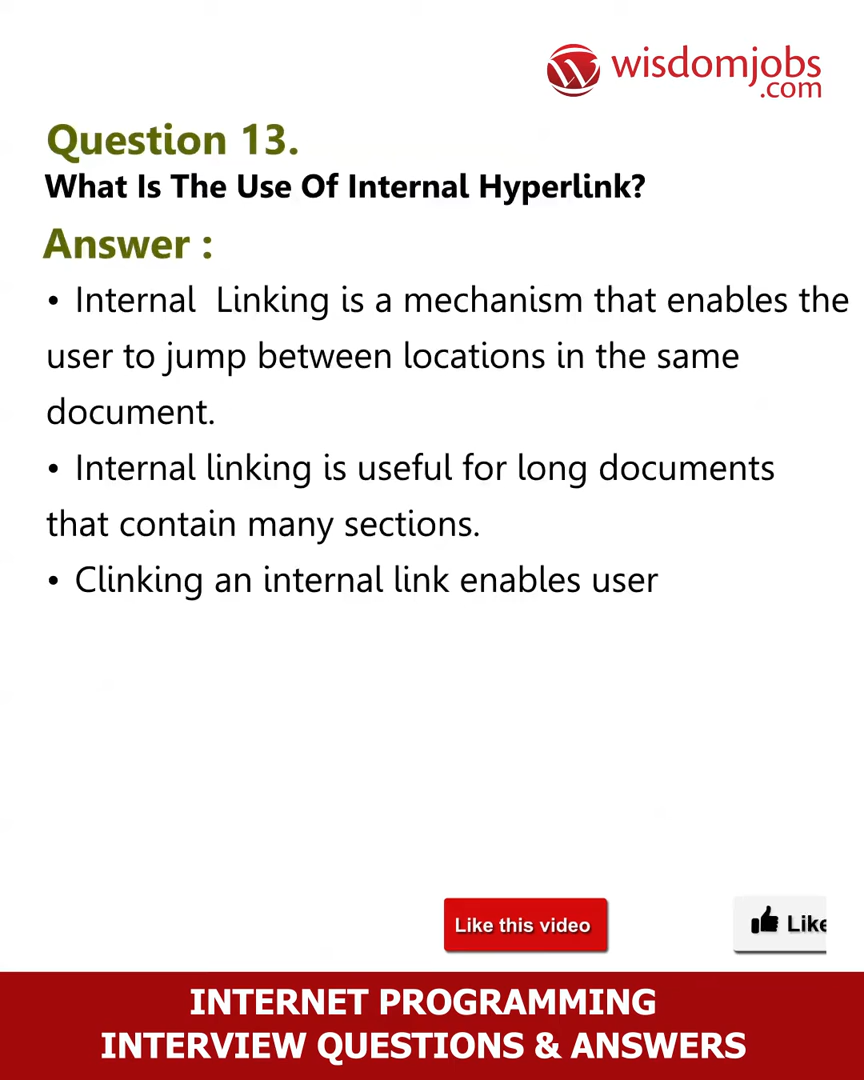 wisdomjobs
.com
Question 13.
What Is The Use Of Internal Hyperlink?
Answer :
• Internal  Linking is a mechanism that enables the
user to jump between locations in the same
document.
• Internal linking is useful for long documents
that contain many sections.
• Clinking an internal link enables user
Like this video
Like
INTERNET PROGRAMMING
INTERVIEW QUESTIONS & ANSWERS